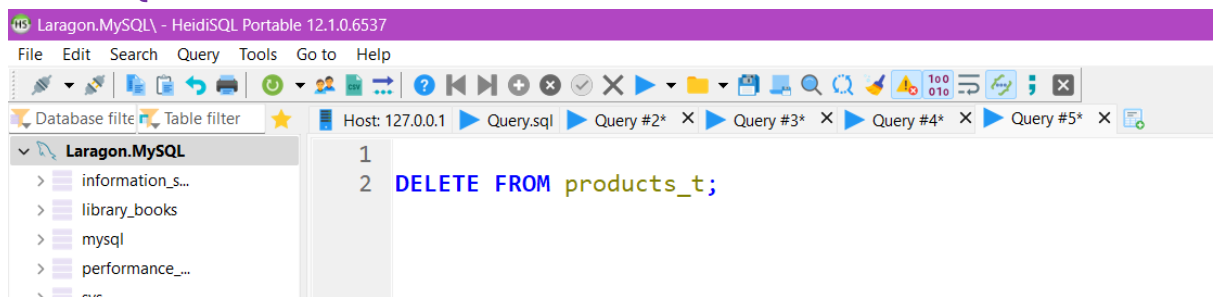 Laragon.MySQL\ - HeidiSQL Portable 12.1.0.6537
File Edit Search Query Tools Go to Help
Database filte Table filter Host: 127.0.0.1 Query.sql Query #2* Query #3* Query #4* Query #5*
Laragon.MySQL
information_s...
library_books
mysql
performance_...
1
2 DELETE FROM products_t;